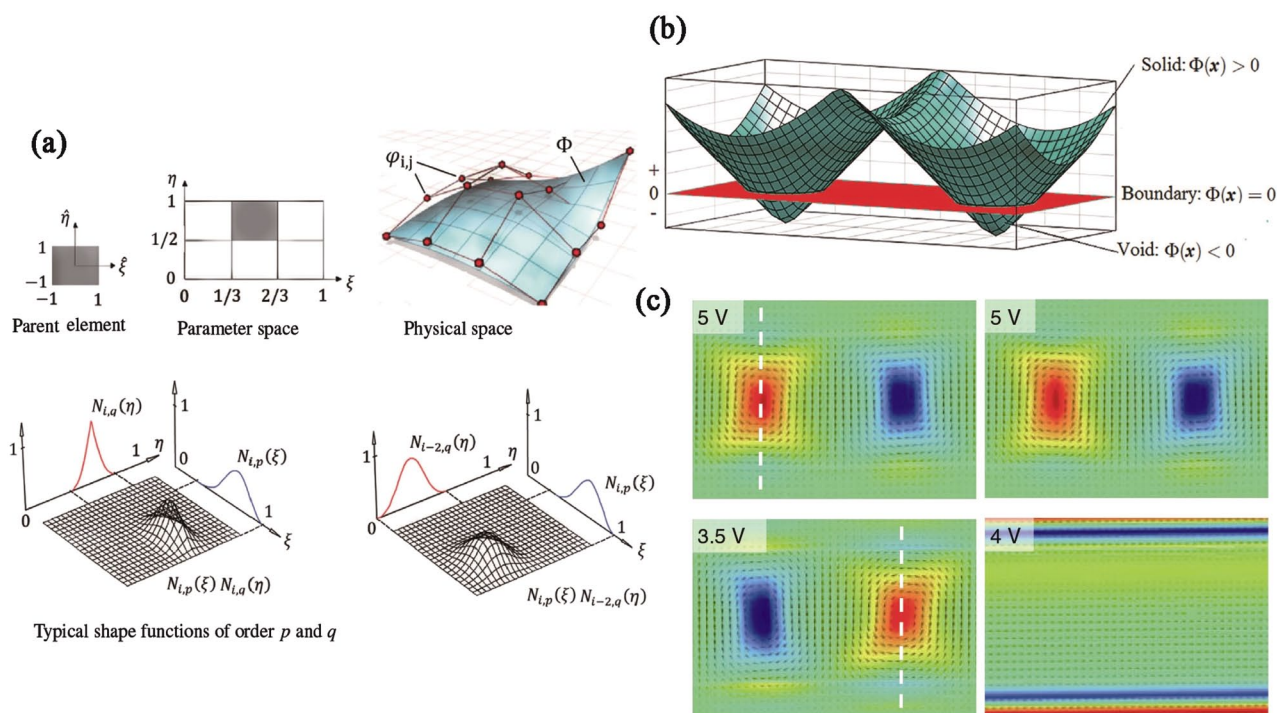 (a)
η
1
1/2
0
0 1/3 2/3 1 ξ
η̂
1
ξ̂
−1
−1 1
Parent element
Parameter space
φi,j
Φ
Physical space
Ni,q(η)
1
1
η
0
1
0
Ni,p(ξ)
1
ξ
Ni,p(ξ) Ni,q(η)
Ni−2,q(η)
1
1
η
0
1
0
Ni,p(ξ)
1
ξ
Ni,p(ξ) Ni−2,q(η)
Typical shape functions of order p and q
(b)
Solid: Φ(x) > 0
+
0
-
Boundary: Φ(x) = 0
Void: Φ(x) < 0
(c)
5 V
5 V
3.5 V
4 V